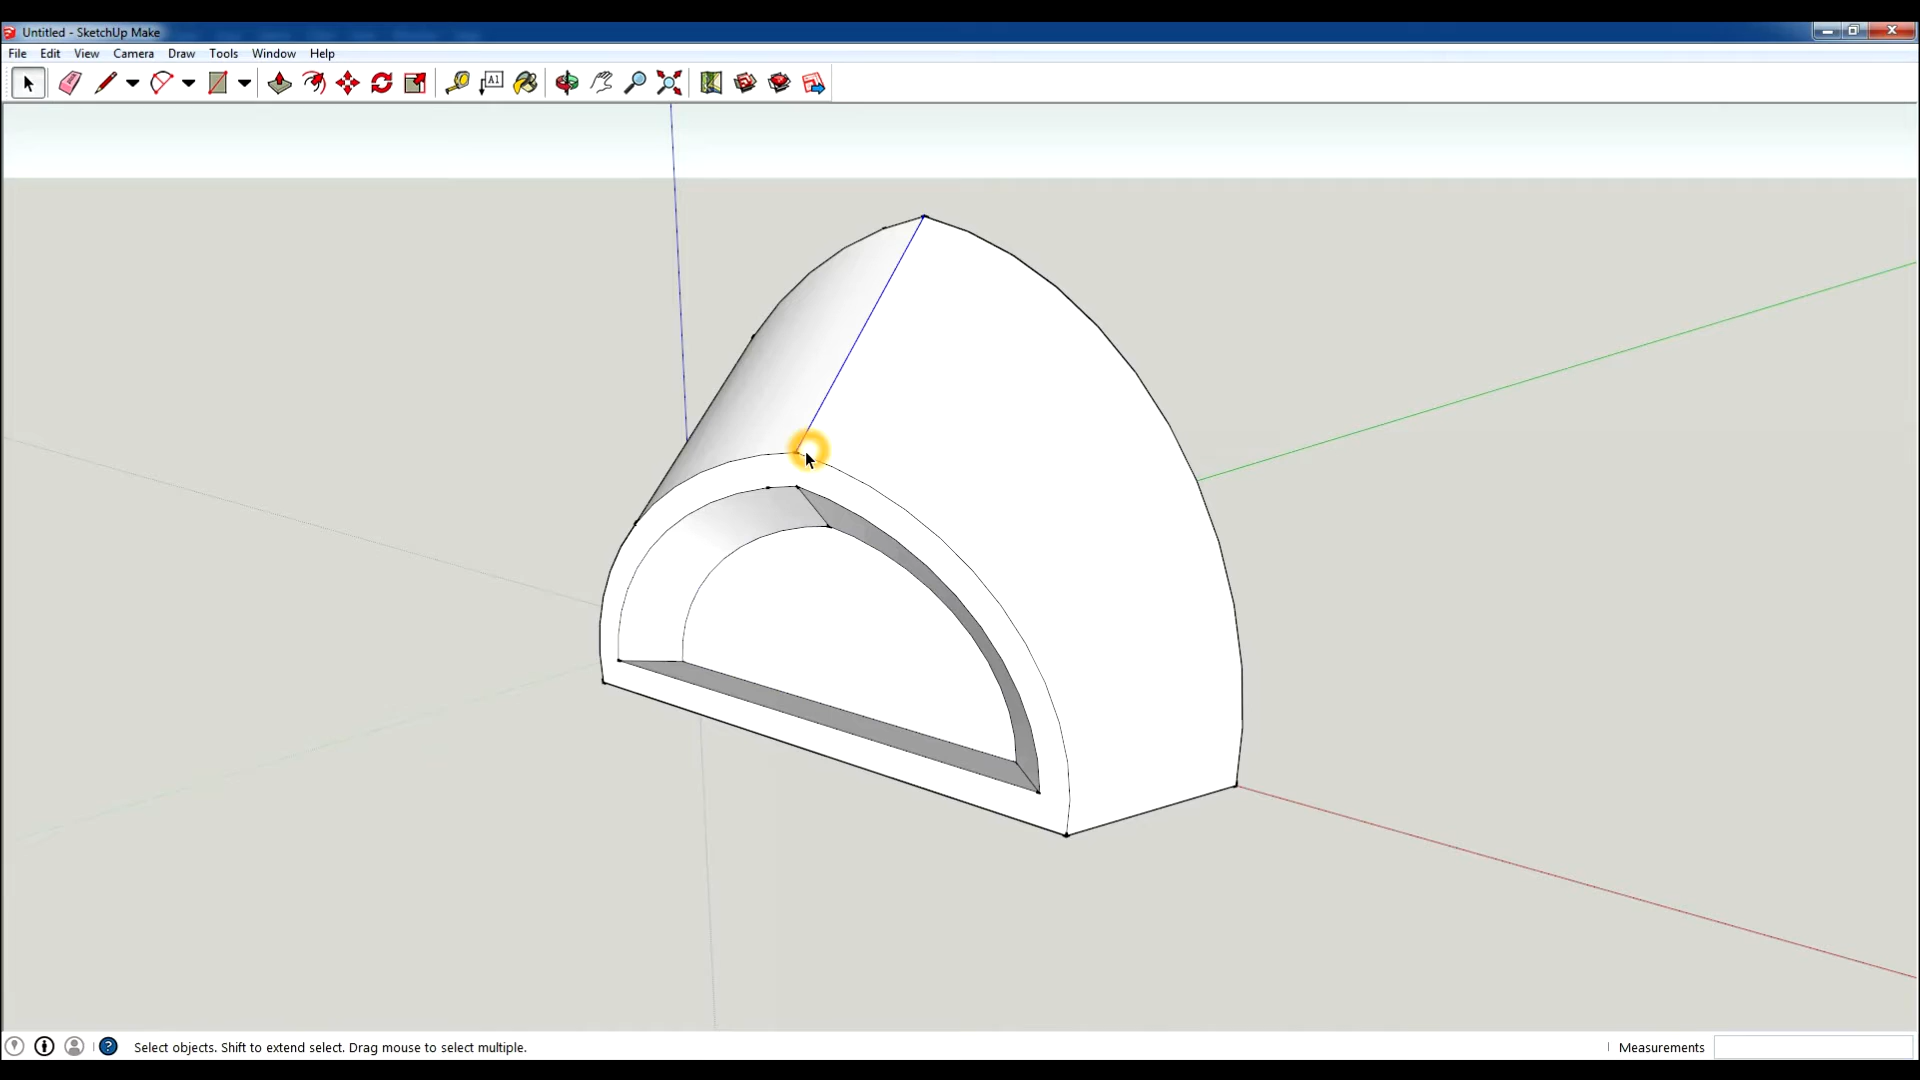 Untitled - SketchUp Make
File Edit View Camera Draw Tools Window Help
A1
Select objects. Shift to extend select. Drag mouse to select multiple. Measurements